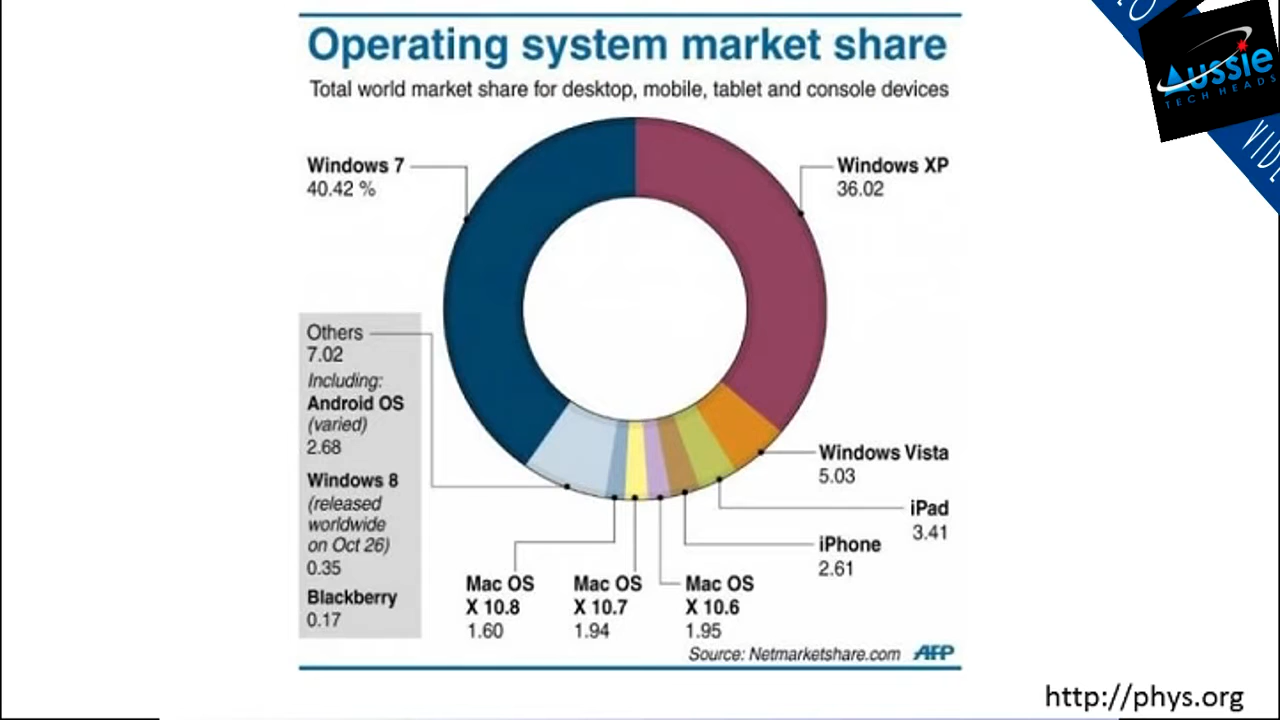 Operating system market share
Total world market share for desktop, mobile, tablet and console devices
Windows 7
40.42 %
Windows XP
36.02
Others
7.02
Including:
Android OS
(varied)
2.68
Windows 8
(released
worldwide
on Oct 26)
0.35
Blackberry
0.17
Windows Vista
5.03
iPad
3.41
iPhone
2.61
Mac OS
X 10.8
1.60
Mac OS
X 10.7
1.94
Mac OS
X 10.6
1.95
Source: Netmarketshare.com AFP
http://phys.org
Aussie
TECH HEADS